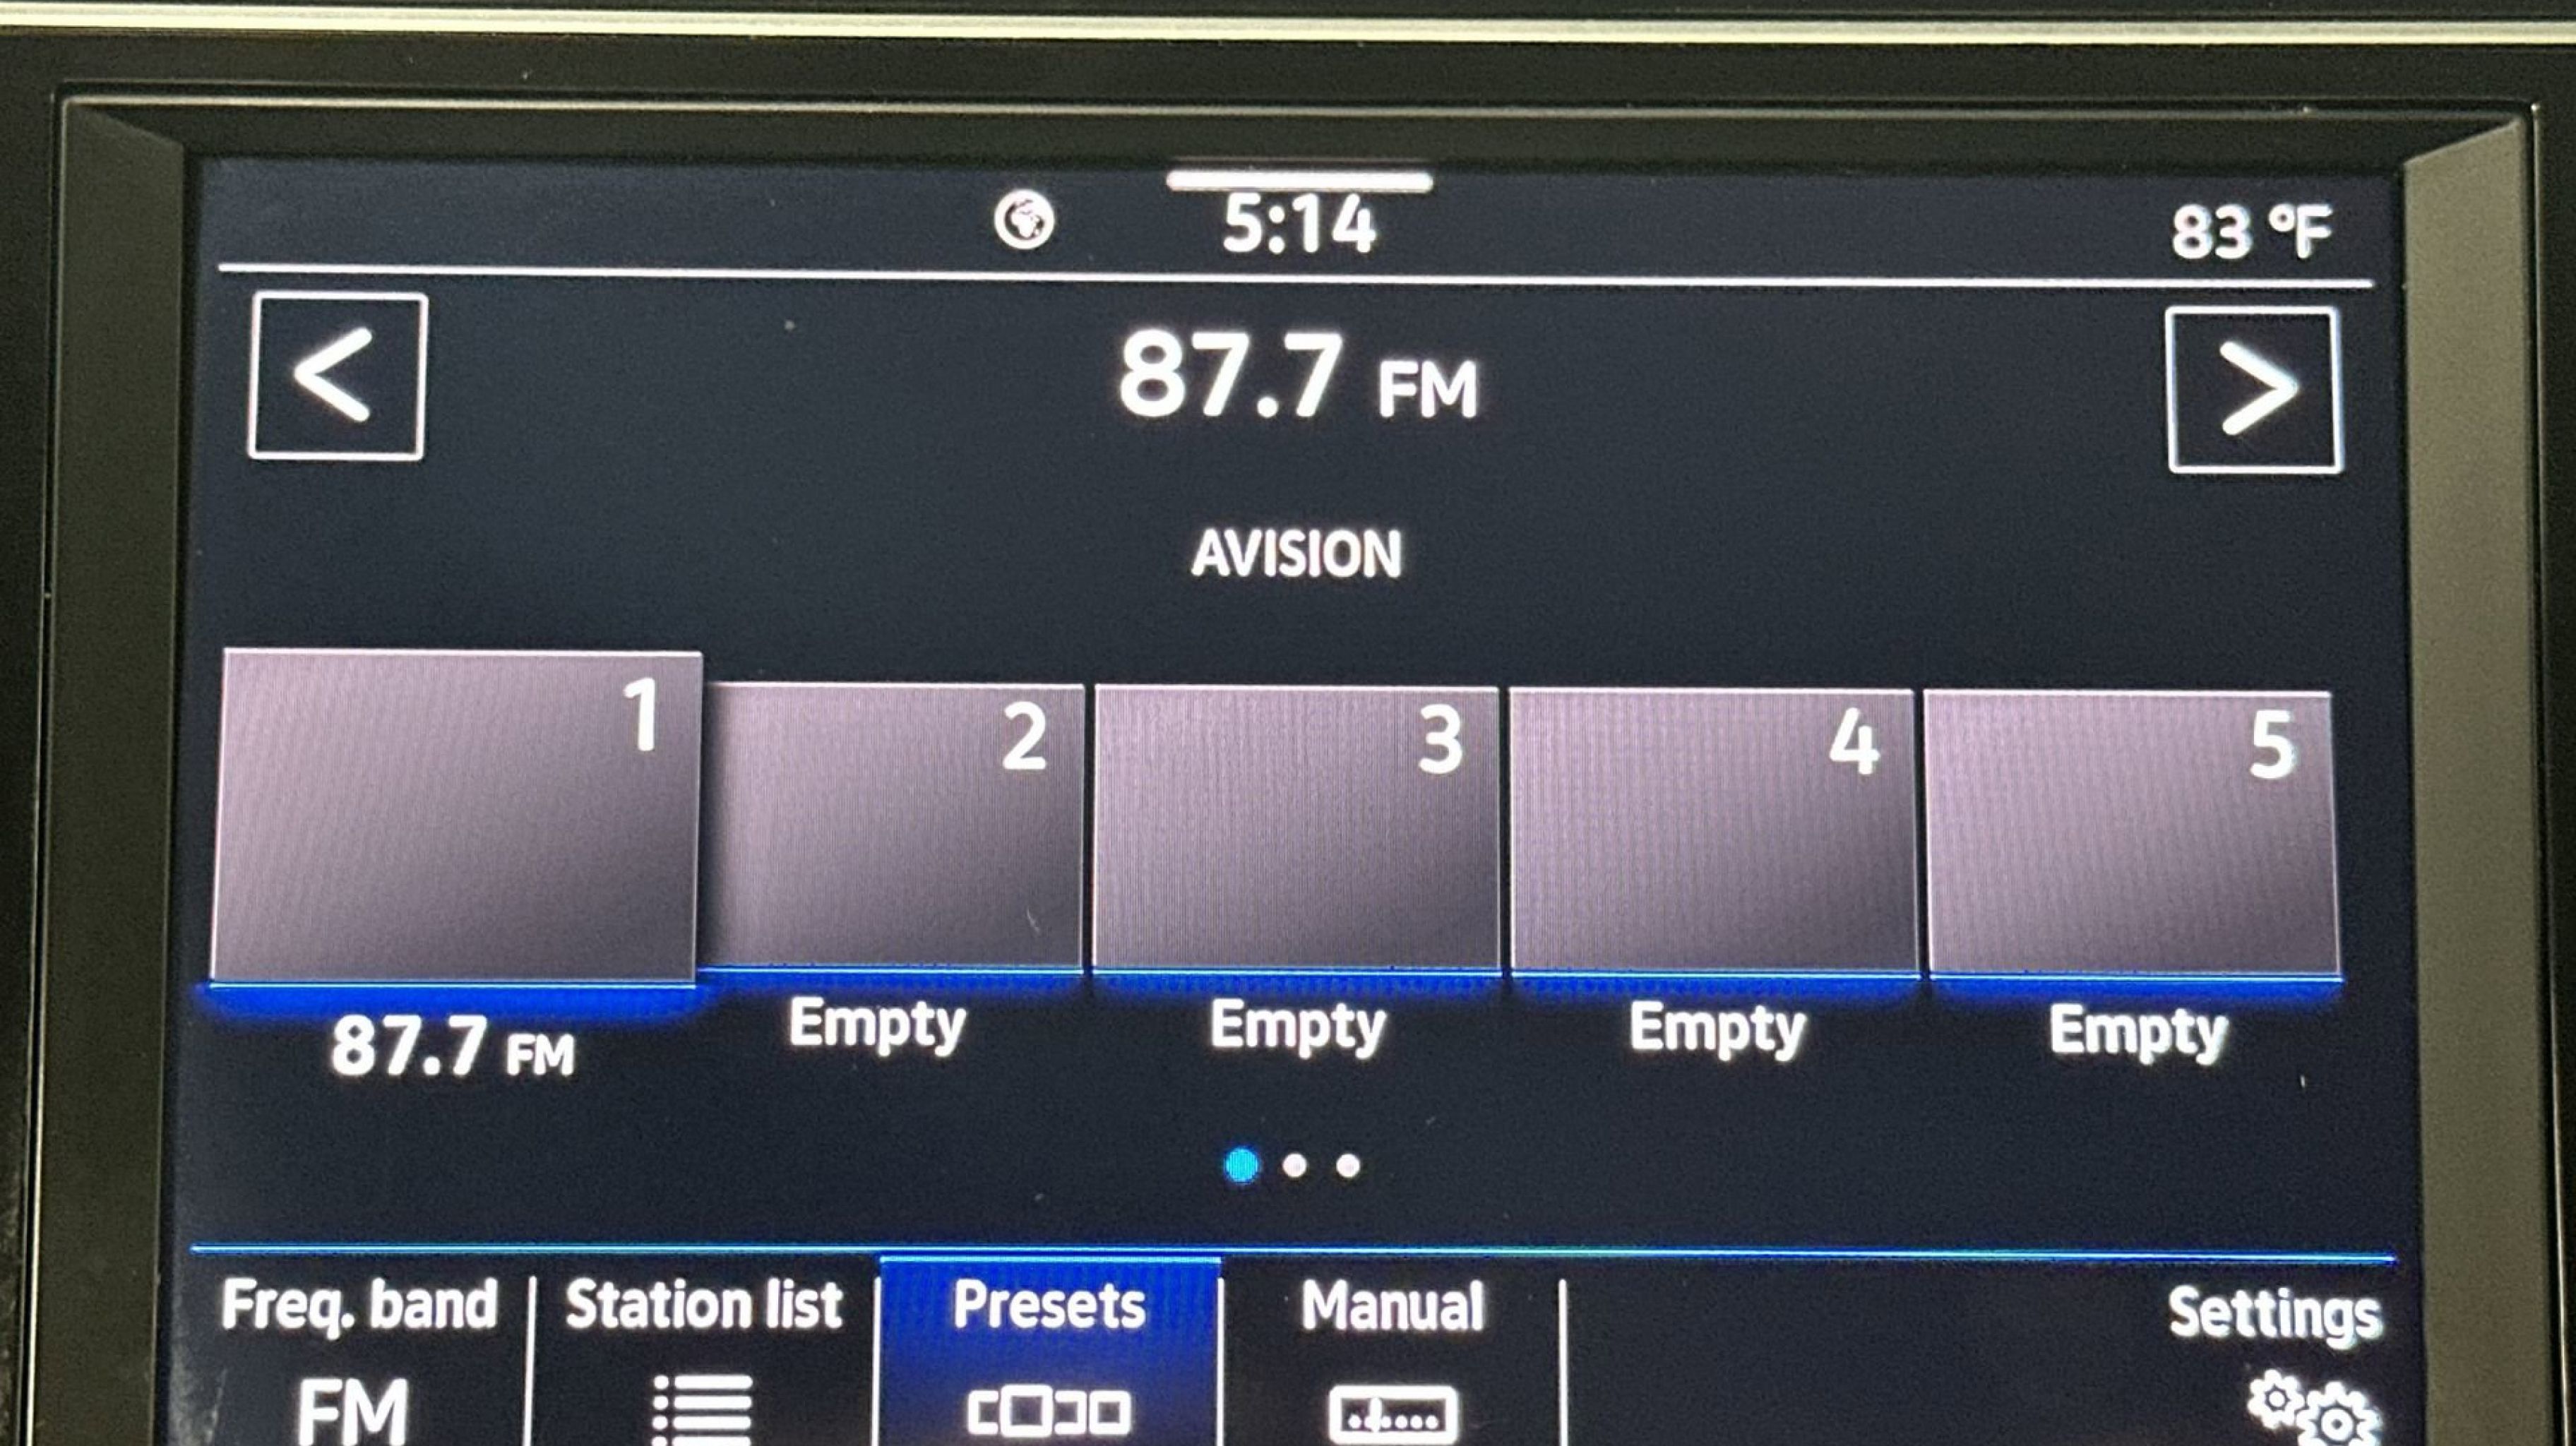 5:14
83 °F
<
87.7 FM
>
AVISION
1
2
3
4
5
87.7 FM
Empty
Empty
Empty
Empty
Freq. band
Station list
Presets
Manual
Settings
FM